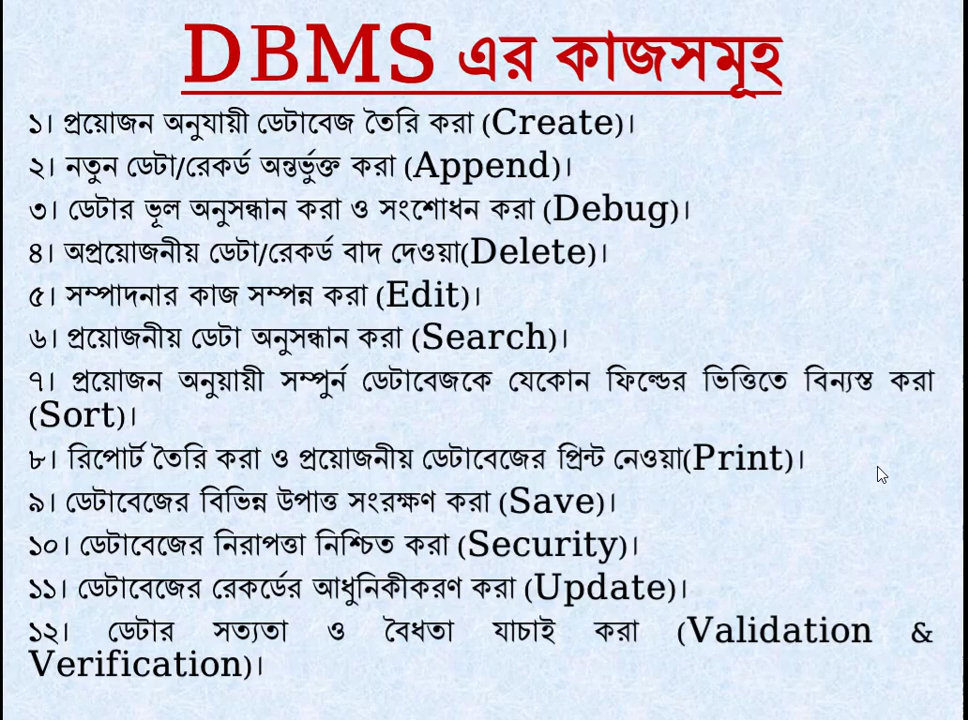 DBMS এর কাজসমূহ
১। প্রয়োজন অনুযায়ী ডেটাবেজ তৈরি করা (Create)।
২। নতুন ডেটা/রেকর্ড অন্তর্ভুক্ত করা (Append)।
৩। ডেটার ভূল অনুসন্ধান করা ও সংশোধন করা (Debug)।
৪। অপ্রয়োজনীয় ডেটা/রেকর্ড বাদ দেওয়া(Delete)।
৫। সম্পাদনার কাজ সম্পন্ন করা (Edit)।
৬। প্রয়োজনীয় ডেটা অনুসন্ধান করা (Search)।
৭। প্রয়োজন অনুয়ায়ী সম্পুর্ন ডেটাবেজকে যেকোন ফিল্ডের ভিত্তিতে বিন্যস্ত করা
(Sort)।
৮। রিপোর্ট তৈরি করা ও প্রয়োজনীয় ডেটাবেজের প্রিন্ট নেওয়া(Print)।
৯। ডেটাবেজের বিভিন্ন উপাত্ত সংরক্ষণ করা (Save)।
১০। ডেটাবেজের নিরাপত্তা নিশ্চিত করা (Security)।
১১। ডেটাবেজের রেকর্ডের আধুনিকীকরণ করা (Update)।
১২। ডেটার সত্যতা ও বৈধতা যাচাই করা (Validation &
Verification)।